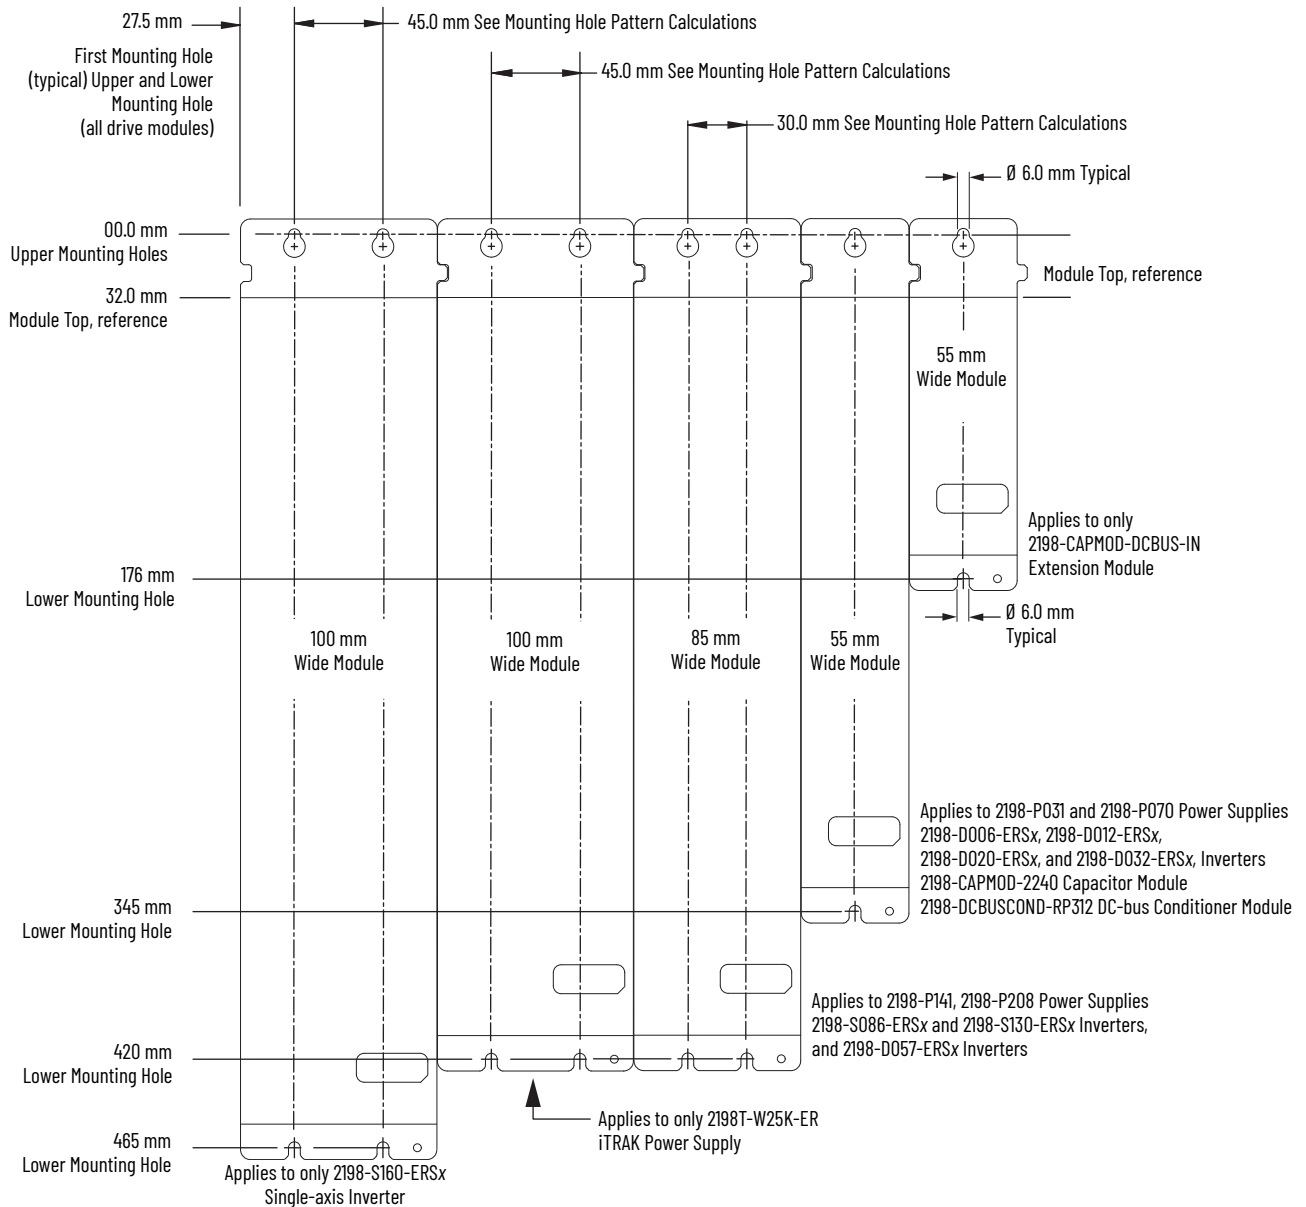 27.5 mm
First Mounting Hole
(typical) Upper and Lower
Mounting Hole
(all drive modules)
45.0 mm See Mounting Hole Pattern Calculations
45.0 mm See Mounting Hole Pattern Calculations
30.0 mm See Mounting Hole Pattern Calculations
Ø 6.0 mm Typical
00.0 mm
Upper Mounting Holes
Module Top, reference
32.0 mm
Module Top, reference
55 mm
Wide Module
Applies to only
2198-CAPMOD-DCBUS-IN
Extension Module
176 mm
Lower Mounting Hole
Ø 6.0 mm
Typical
100 mm
Wide Module
100 mm
Wide Module
85 mm
Wide Module
55 mm
Wide Module
Applies to 2198-P031 and 2198-P070 Power Supplies
2198-D006-ERSx, 2198-D012-ERSx,
2198-D020-ERSx, and 2198-D032-ERSx, Inverters
2198-CAPMOD-2240 Capacitor Module
2198-DCBUSCOND-RP312 DC-bus Conditioner Module
345 mm
Lower Mounting Hole
Applies to 2198-P141, 2198-P208 Power Supplies
2198-S086-ERSx and 2198-S130-ERSx Inverters,
and 2198-D057-ERSx Inverters
420 mm
Lower Mounting Hole
Applies to only 2198T-W25K-ER
iTRAK Power Supply
465 mm
Lower Mounting Hole
Applies to only 2198-S160-ERSx
Single-axis Inverter